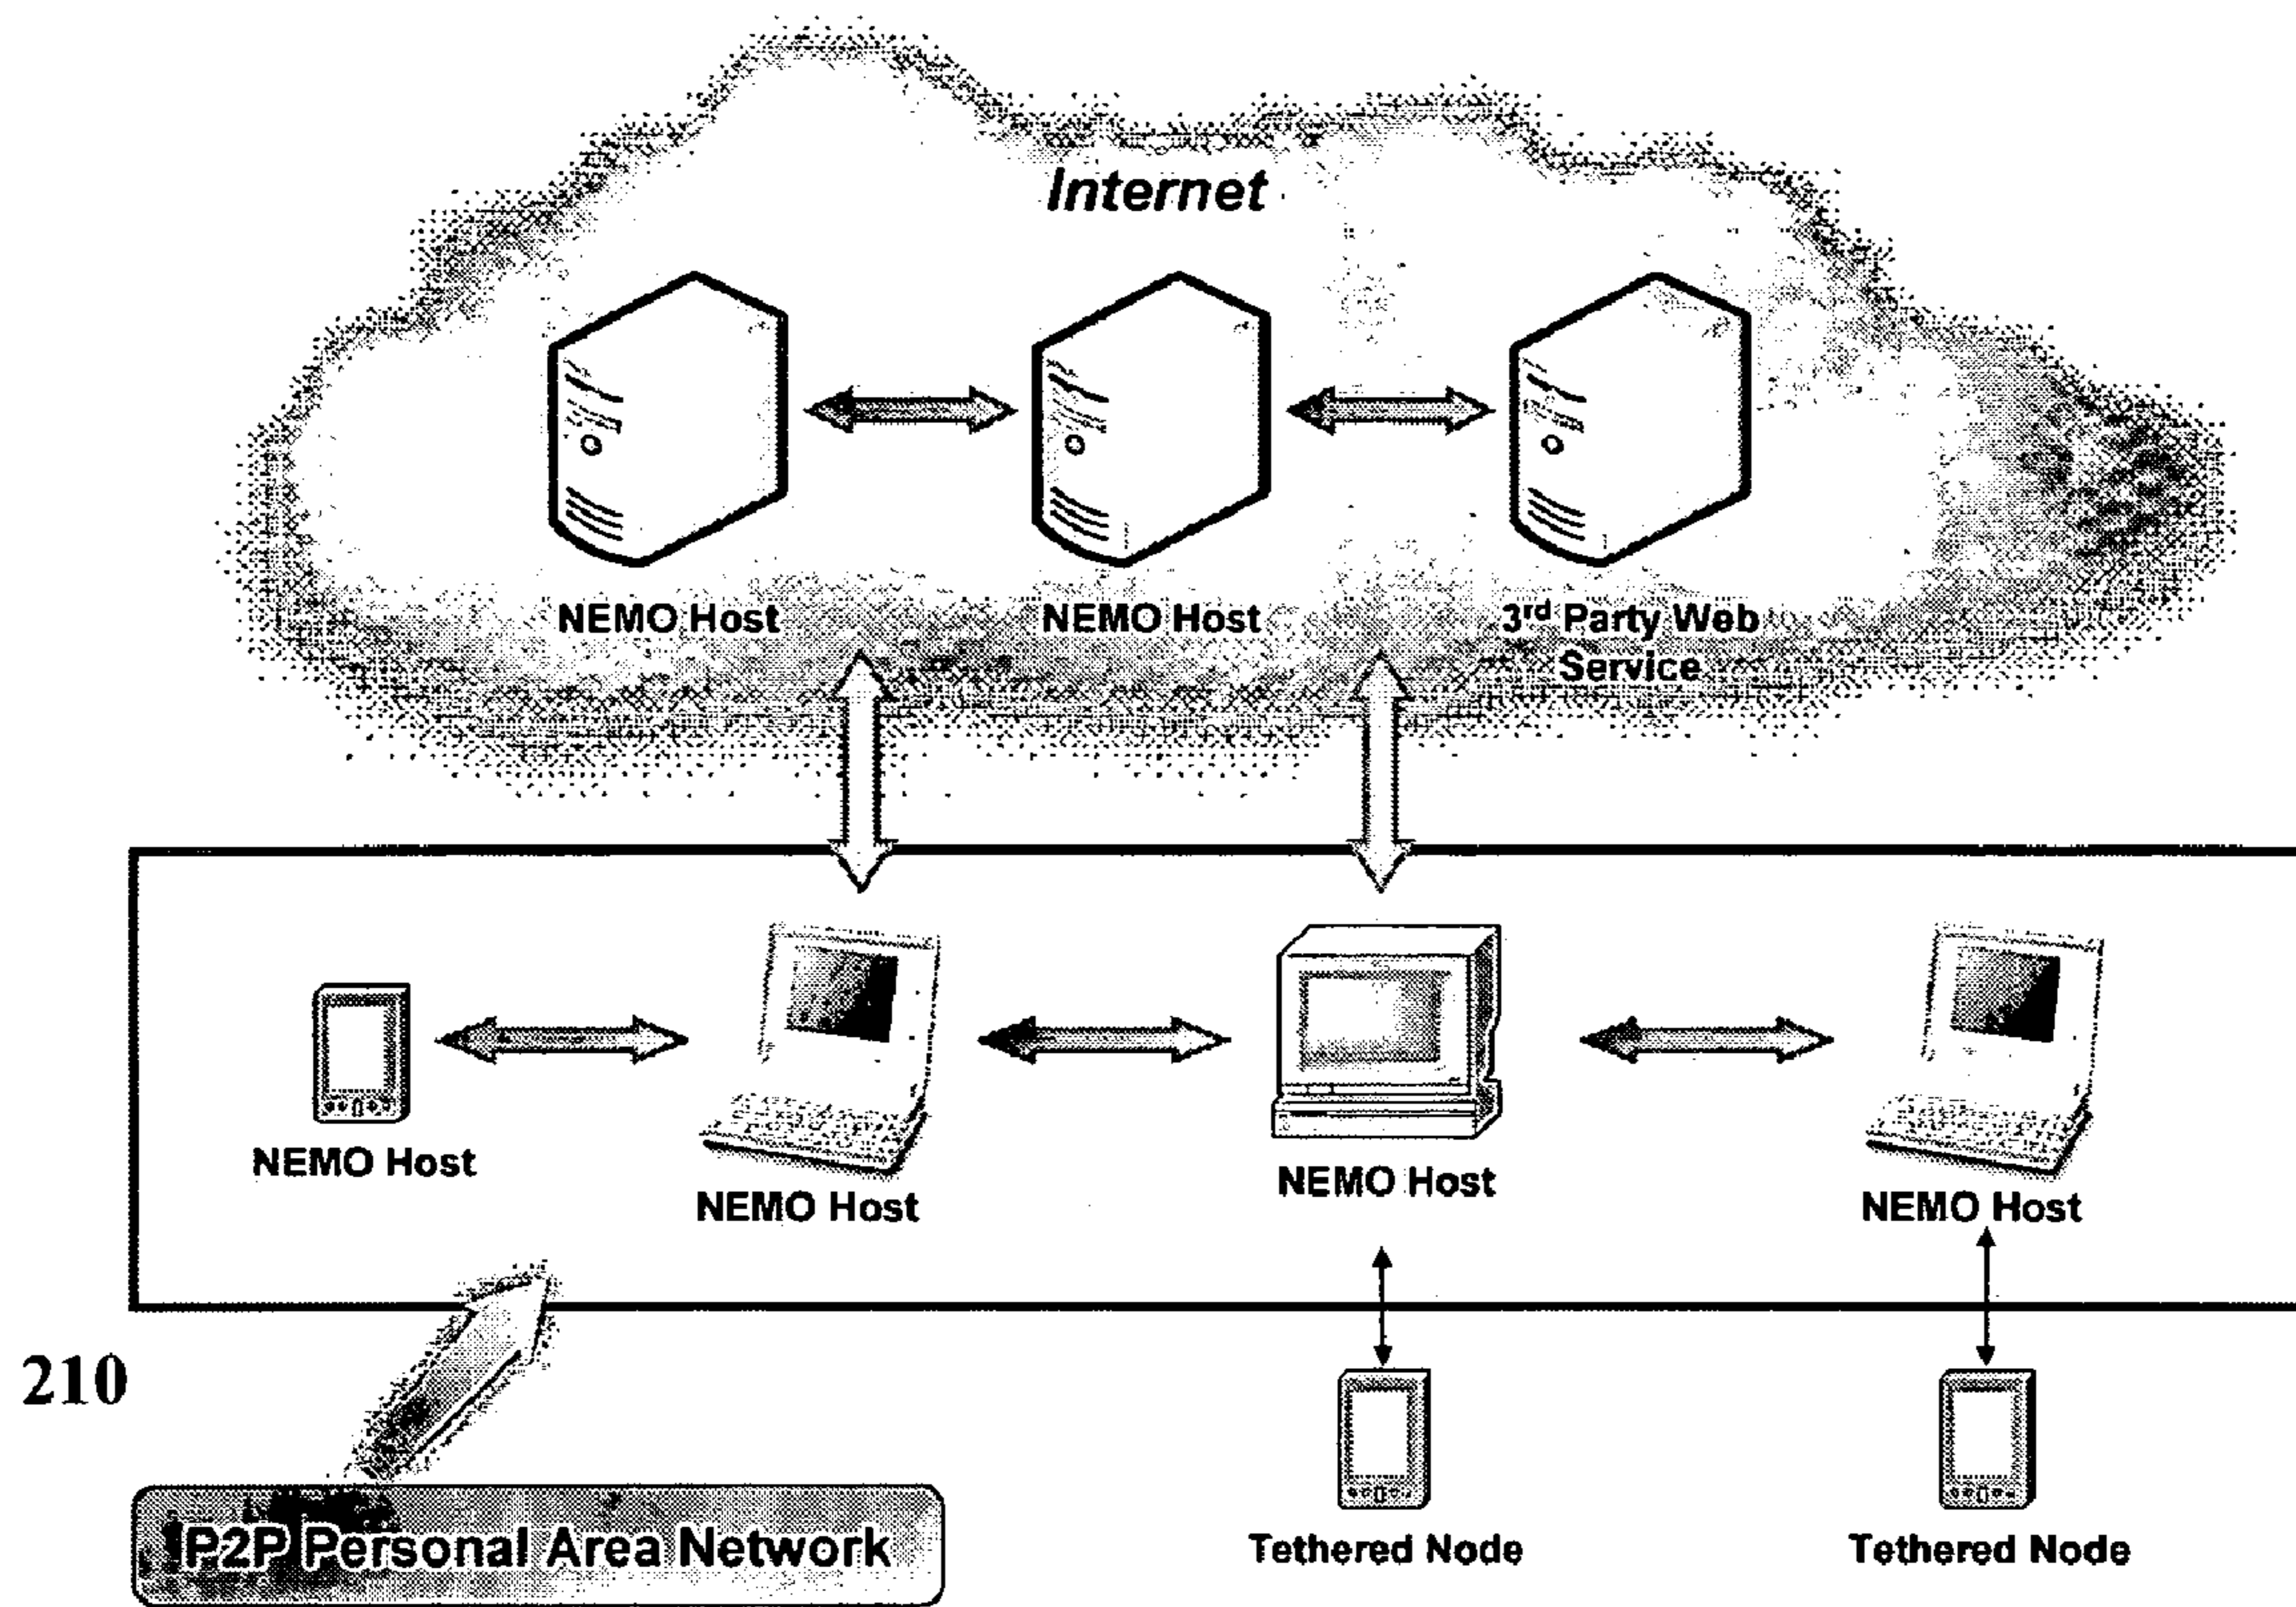 Internet
NEMO Host
NEMO Host
3rd Party Web
Service
NEMO Host
NEMO Host
NEMO Host
NEMO Host
210
P2P Personal Area Network
Tethered Node
Tethered Node